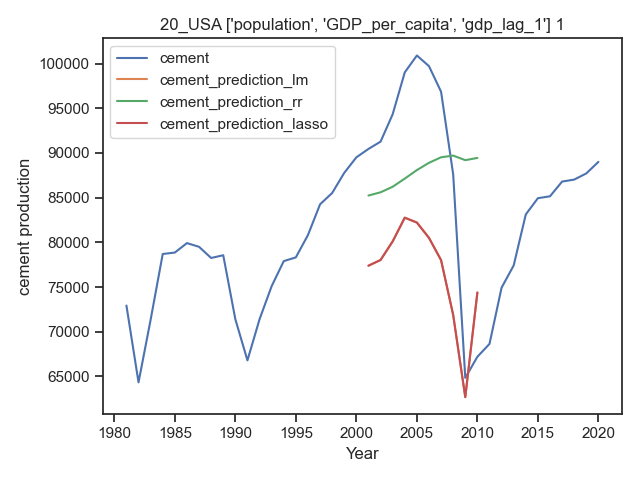 20_USA ['population', 'GDP_per_capita', 'gdp_lag_1'] 1
cement
cement_prediction_lm
cement_prediction_rr
cement_prediction_lasso
cement production
100000
95000
90000
85000
80000
75000
70000
65000
1980 1985 1990 1995 2000 2005 2010 2015 2020
Year